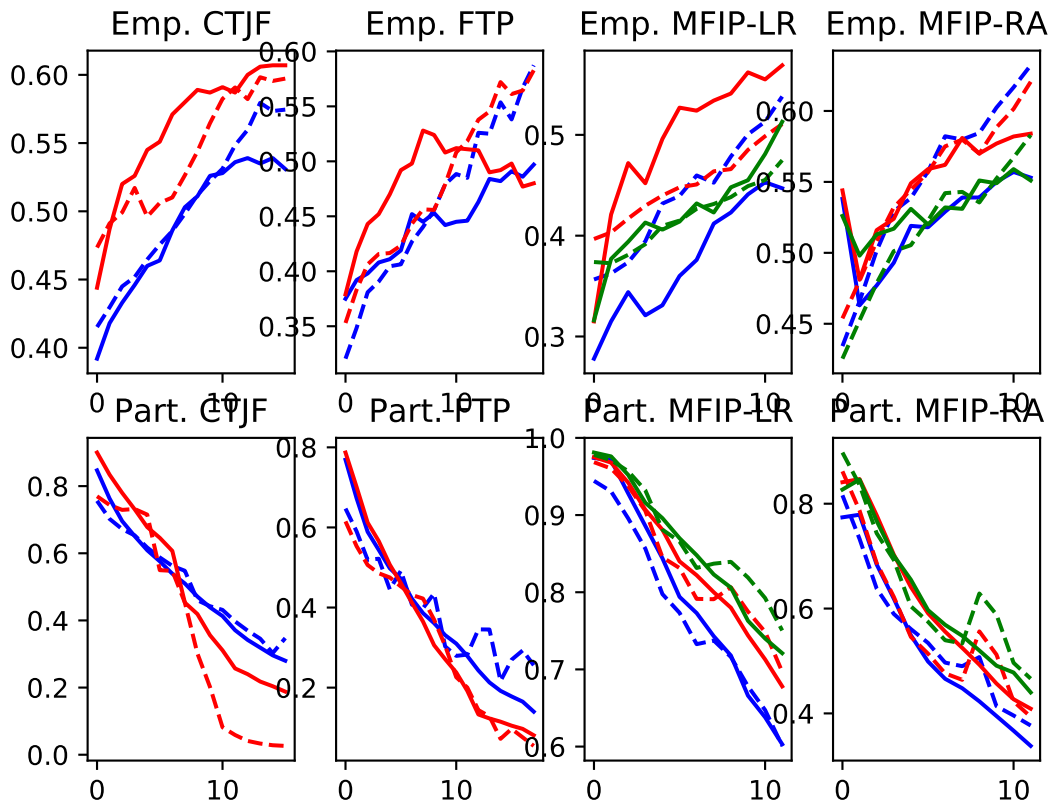 Emp. CTJF Emp. FTP Emp. MFIP-LR Emp. MFIP-RA
0.60 0.55 0.50 0.45 0.40
0 10
0.60 0.55 0.50 0.45 0.40 0.35
0 10
0.5 0.4 0.3
0 10
0.60 0.55 0.50 0.45
0 10
Part. CTJF Part. FTP Part. MFIP-LR Part. MFIP-RA
0.8 0.6 0.4 0.2 0.0
0 10
0.8 0.6 0.4 0.2
0 10
1.0 0.9 0.8 0.7 0.6
0 10
0.8 0.6 0.4
0 10